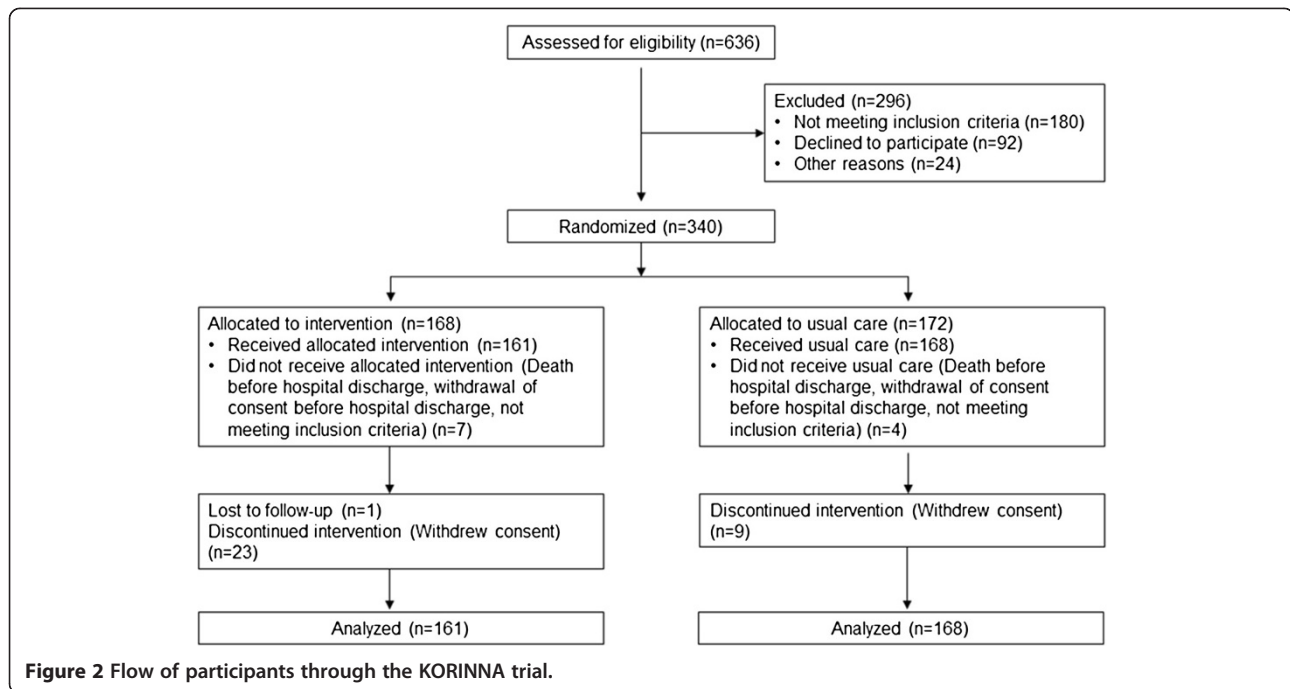 Assessed for eligibility (n=636)
Excluded (n=296)
• Not meeting inclusion criteria (n=180)
• Declined to participate (n=92)
• Other reasons (n=24)
Randomized (n=340)
Allocated to intervention (n=168)
• Received allocated intervention (n=161)
• Did not receive allocated intervention (Death
before hospital discharge, withdrawal of
consent before hospital discharge, not
meeting inclusion criteria) (n=7)
Allocated to usual care (n=172)
• Received usual care (n=168)
• Did not receive usual care (Death before
hospital discharge, withdrawal of consent
before hospital discharge, not meeting
inclusion criteria) (n=4)
Lost to follow-up (n=1)
Discontinued intervention (Withdrew consent)
(n=23)
Discontinued intervention (Withdrew consent)
(n=9)
Analyzed (n=161)
Analyzed (n=168)
Figure 2 Flow of participants through the KORINNA trial.